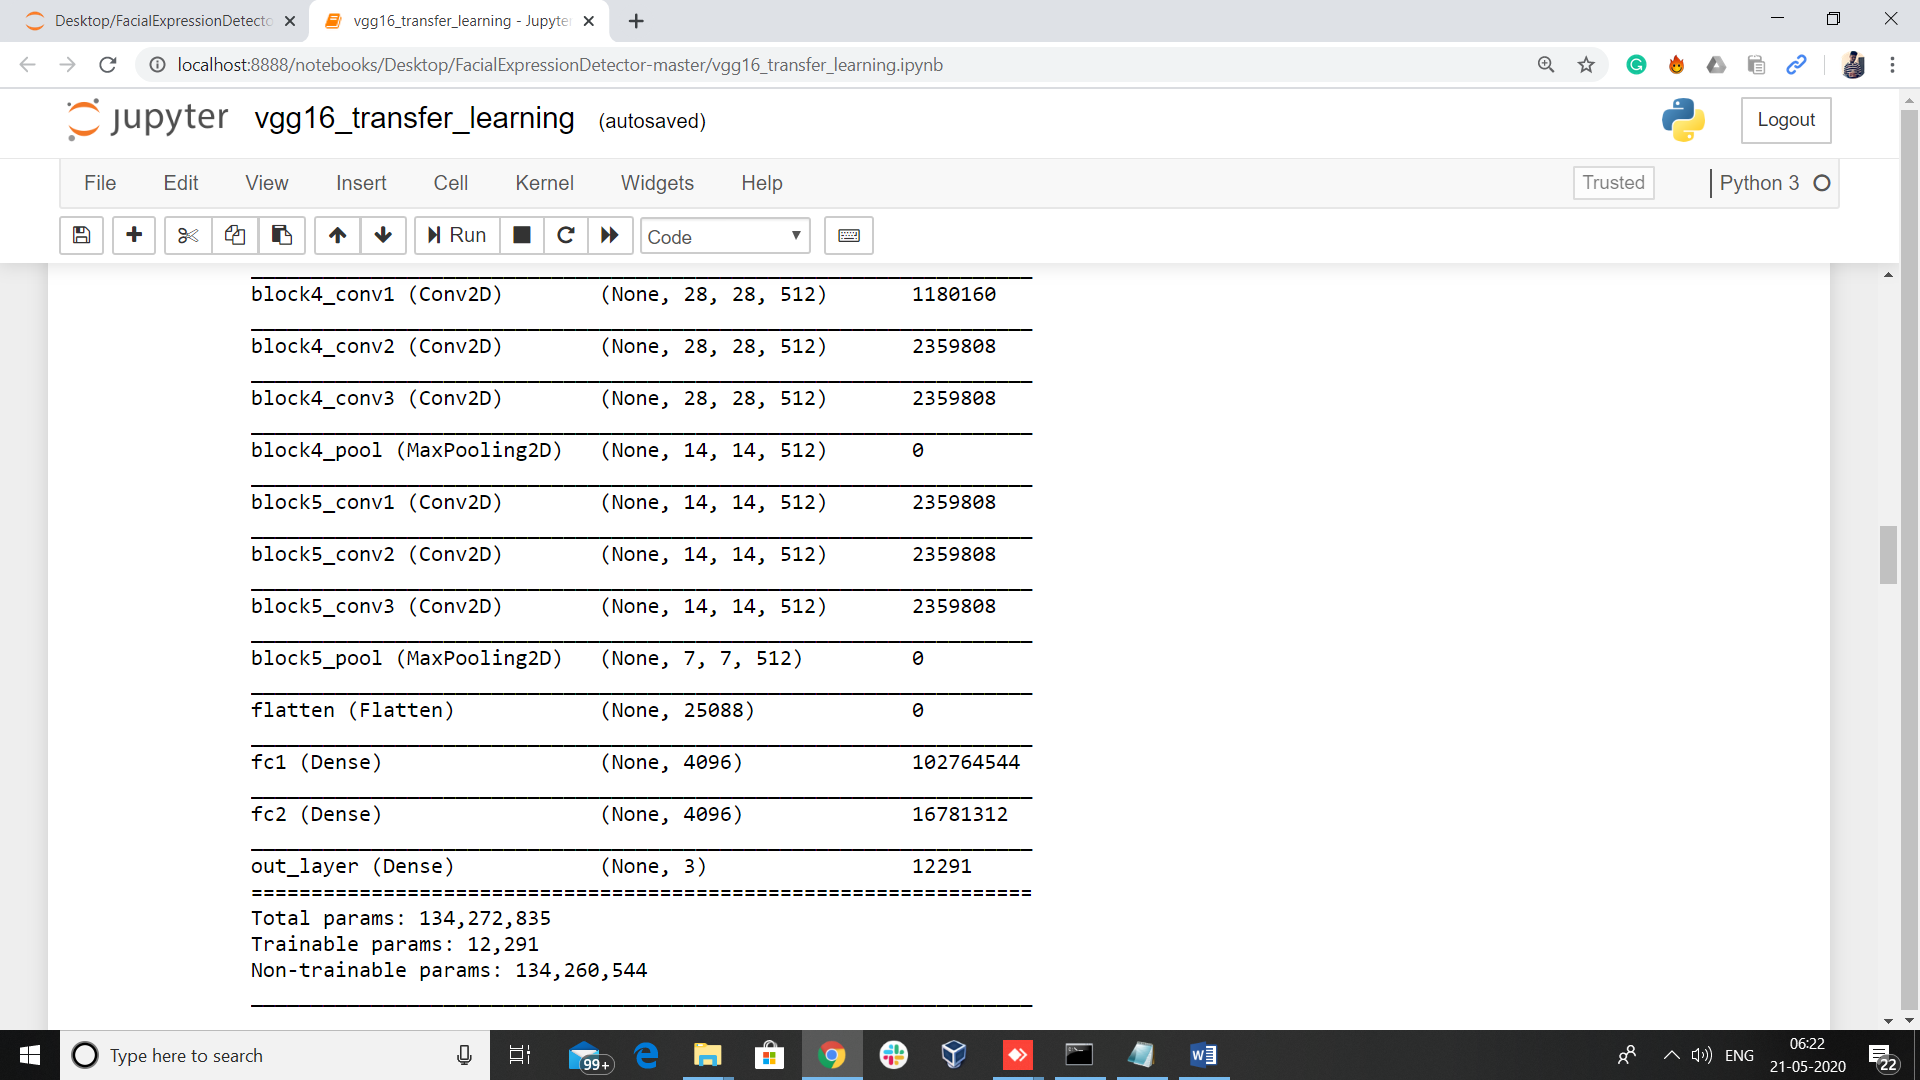 Desktop/FacialExpressionDetecto
vgg16_transfer_learning - Jupyte
localhost:8888/notebooks/Desktop/FacialExpressionDetector-master/vgg16_transfer_learning.ipynb
jupyter vgg16_transfer_learning (autosaved)
Logout
File Edit View Insert Cell Kernel Widgets Help
Trusted
Python 3
Run
Code
block4_conv1 (Conv2D) (None, 28, 28, 512) 1180160
block4_conv2 (Conv2D) (None, 28, 28, 512) 2359808
block4_conv3 (Conv2D) (None, 28, 28, 512) 2359808
block4_pool (MaxPooling2D) (None, 14, 14, 512) 0
block5_conv1 (Conv2D) (None, 14, 14, 512) 2359808
block5_conv2 (Conv2D) (None, 14, 14, 512) 2359808
block5_conv3 (Conv2D) (None, 14, 14, 512) 2359808
block5_pool (MaxPooling2D) (None, 7, 7, 512) 0
flatten (Flatten) (None, 25088) 0
fc1 (Dense) (None, 4096) 102764544
fc2 (Dense) (None, 4096) 16781312
out_layer (Dense) (None, 3) 12291
=================================================================
Total params: 134,272,835
Trainable params: 12,291
Non-trainable params: 134,260,544
Type here to search
99+
ENG
06:22
21-05-2020
22